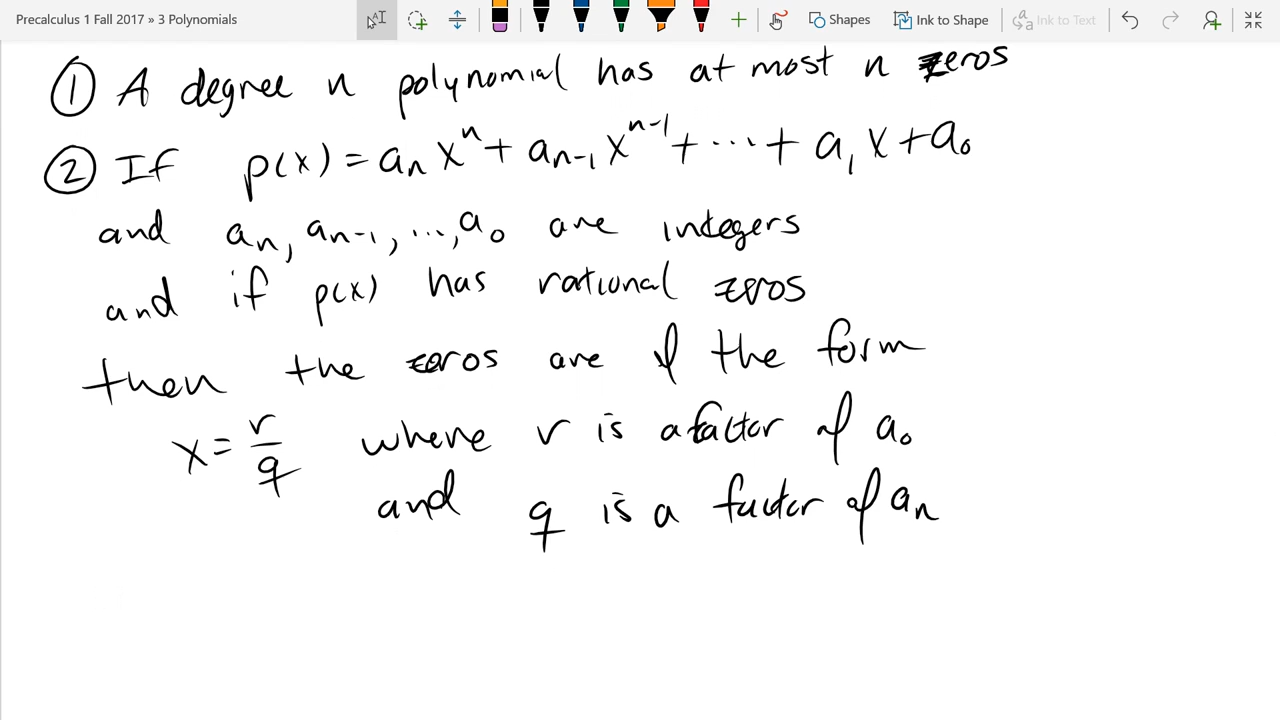 Precalculus 1 Fall 2017 » 3 Polynomials
Shapes
Ink to Shape
Ink to Text
① A degree n polynomial has at most n zeros
② If p(x) = aₙxⁿ + aₙ₋₁xⁿ⁻¹ + ⋯ + a₁x + a₀
and aₙ, aₙ₋₁, ..., a₀ are integers
and if p(x) has rational zeros
then the zeros are of the form
x = r/q where r is a factor of a₀
and q is a factor of aₙ